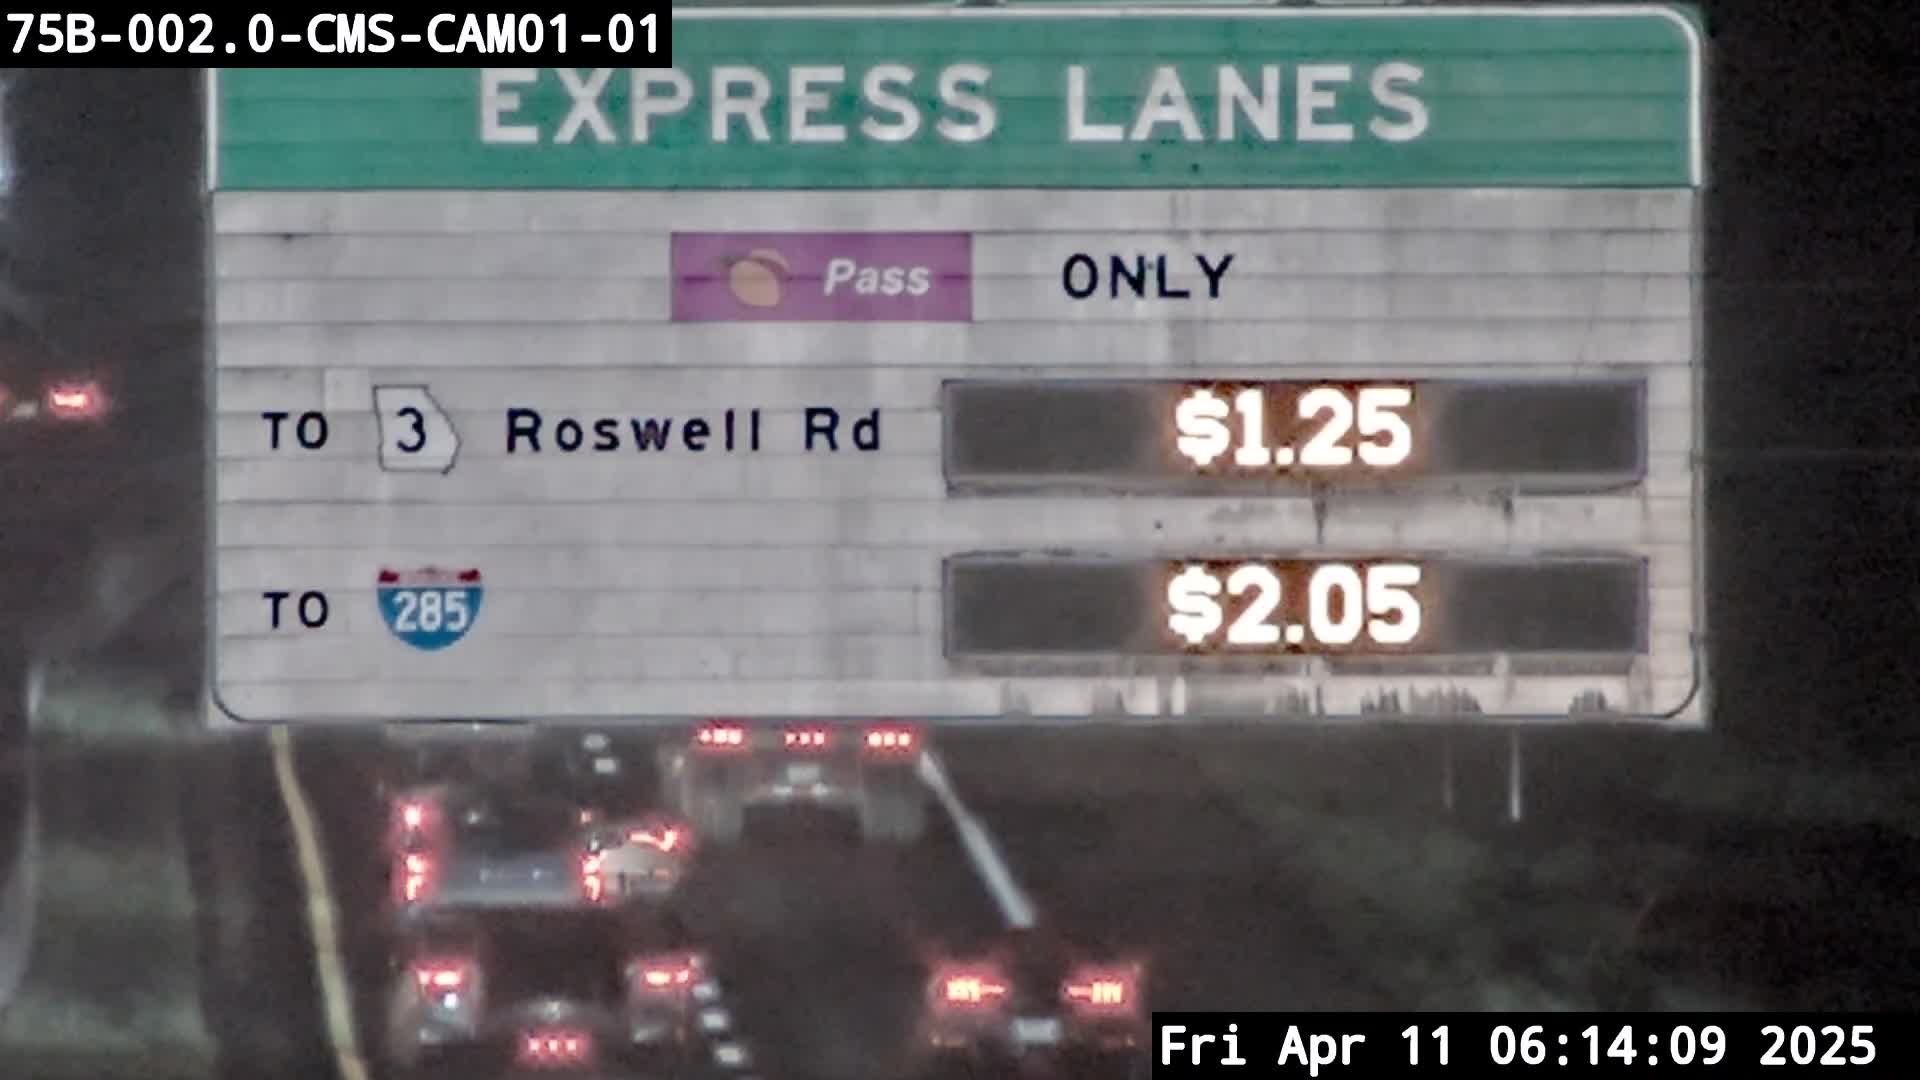 75B-002.0-CMS-CAM01-01
EXPRESS LANES
Pass ONLY
TO 3 Roswell Rd $1.25
TO 285 $2.05
Fri Apr 11 06:14:09 2025